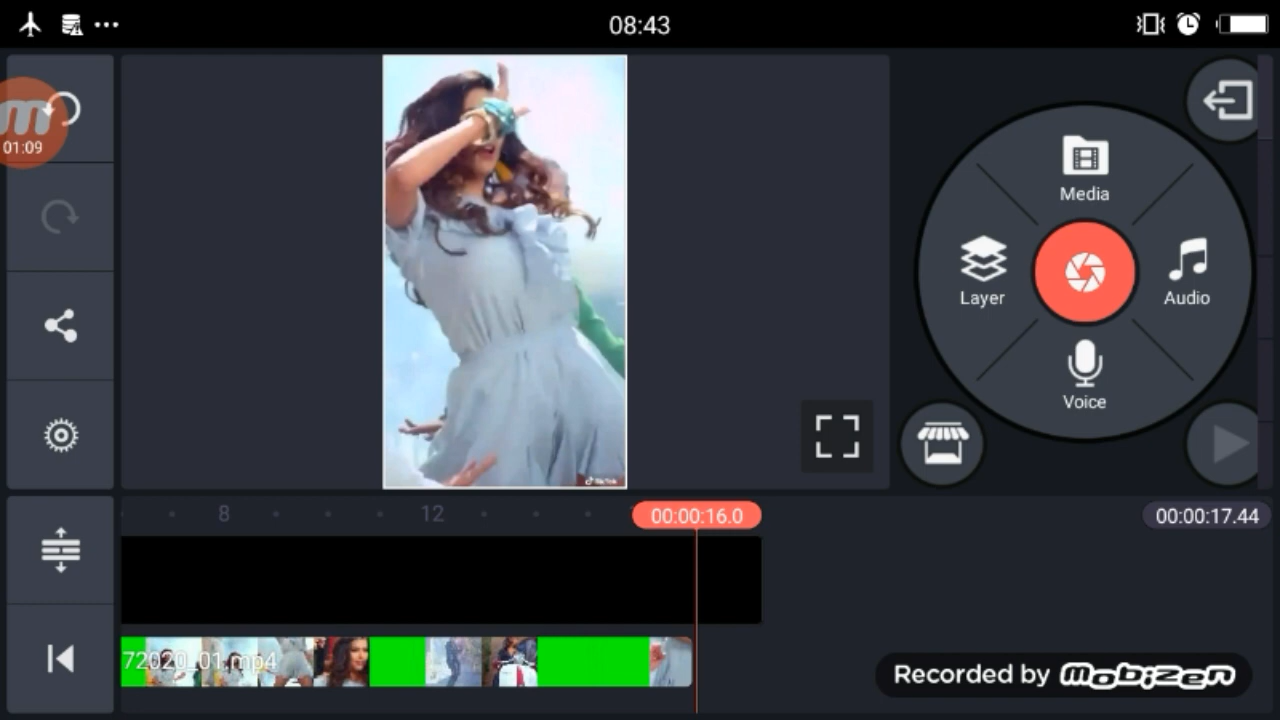 08:43
m
01:09
Media
Layer
Audio
Voice
TikTok
8
12
00:00:16.0
00:00:17.44
72020_01.mp4
Recorded by mobizen